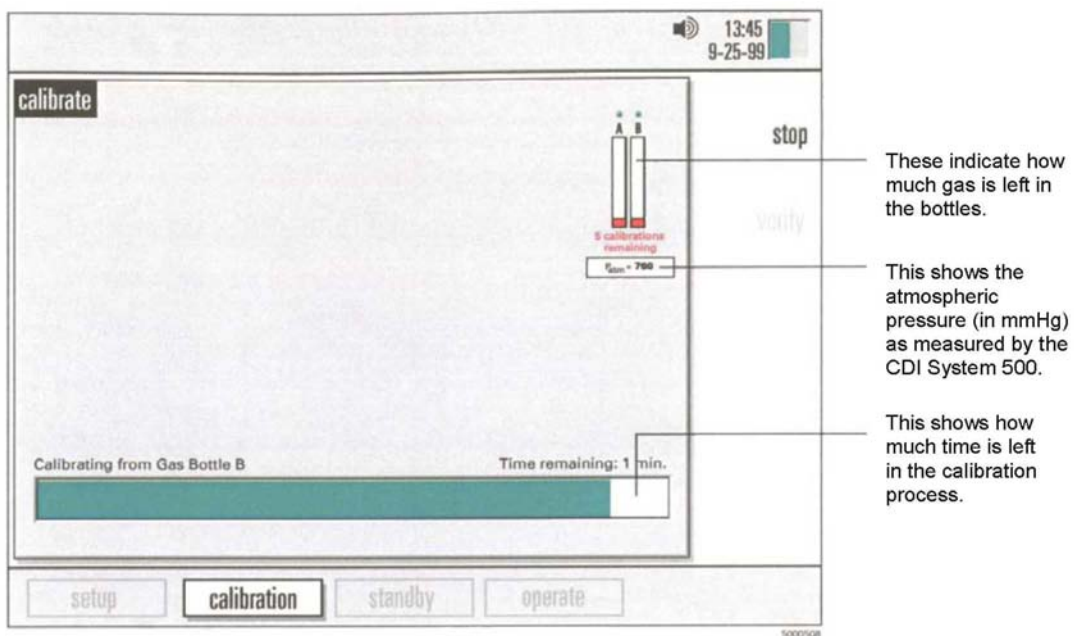 13:45
9-25-99
calibrate
A B
stop
verify
5 calibrations
remaining
Patm = 760
These indicate how
much gas is left in
the bottles.
This shows the
atmospheric
pressure (in mmHg)
as measured by the
CDI System 500.
This shows how
much time is left
in the calibration
process.
Calibrating from Gas Bottle B
Time remaining: 1 min.
setup
calibration
standby
operate
5000508